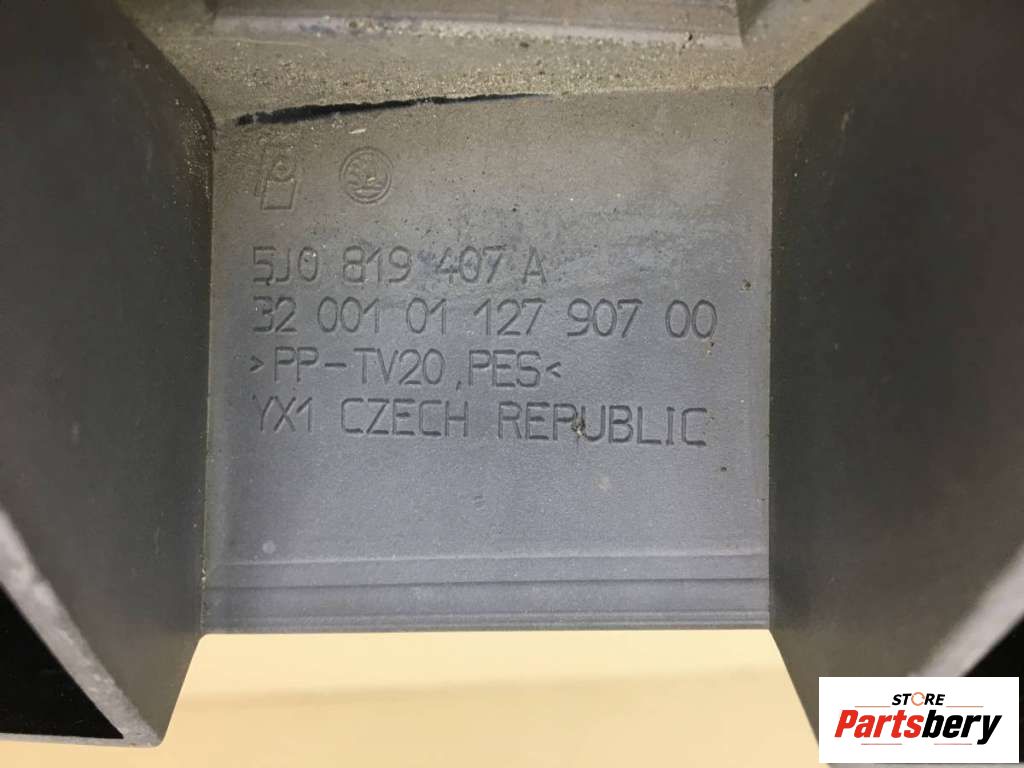 5J0 819 407 A
32 001 01 127 907 00
>PP-TV20,PES<
YX1 CZECH REPUBLIC
STORE
Partsbery